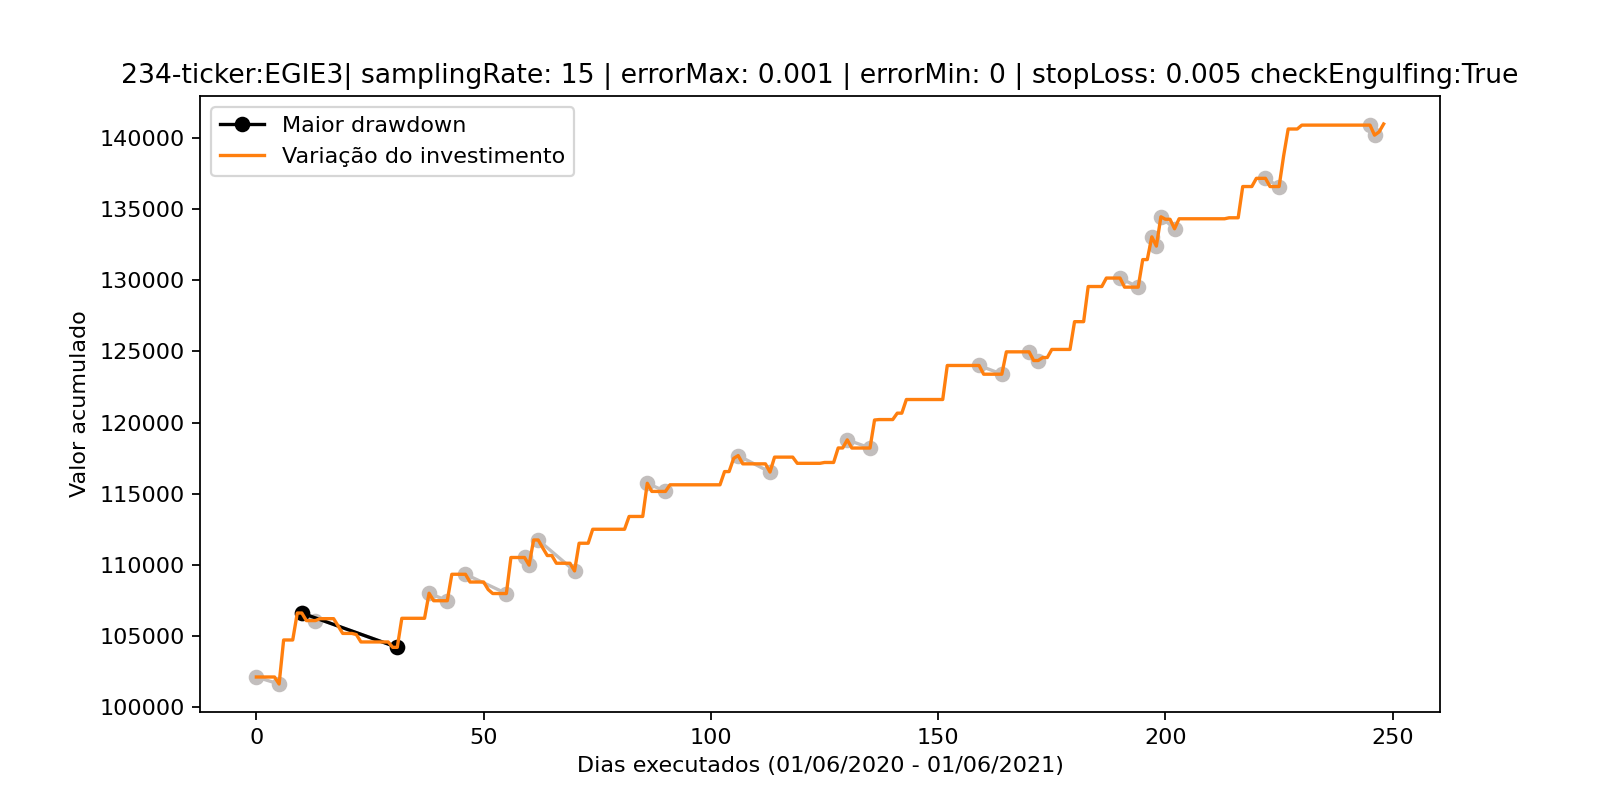 234-ticker:EGIE3| samplingRate: 15 | errorMax: 0.001 | errorMin: 0 | stopLoss: 0.005 checkEngulfing:True
Maior drawdown
Variação do investimento
140000
135000
130000
125000
120000
115000
110000
105000
100000
Valor acumulado
0 50 100 150 200 250
Dias executados (01/06/2020 - 01/06/2021)